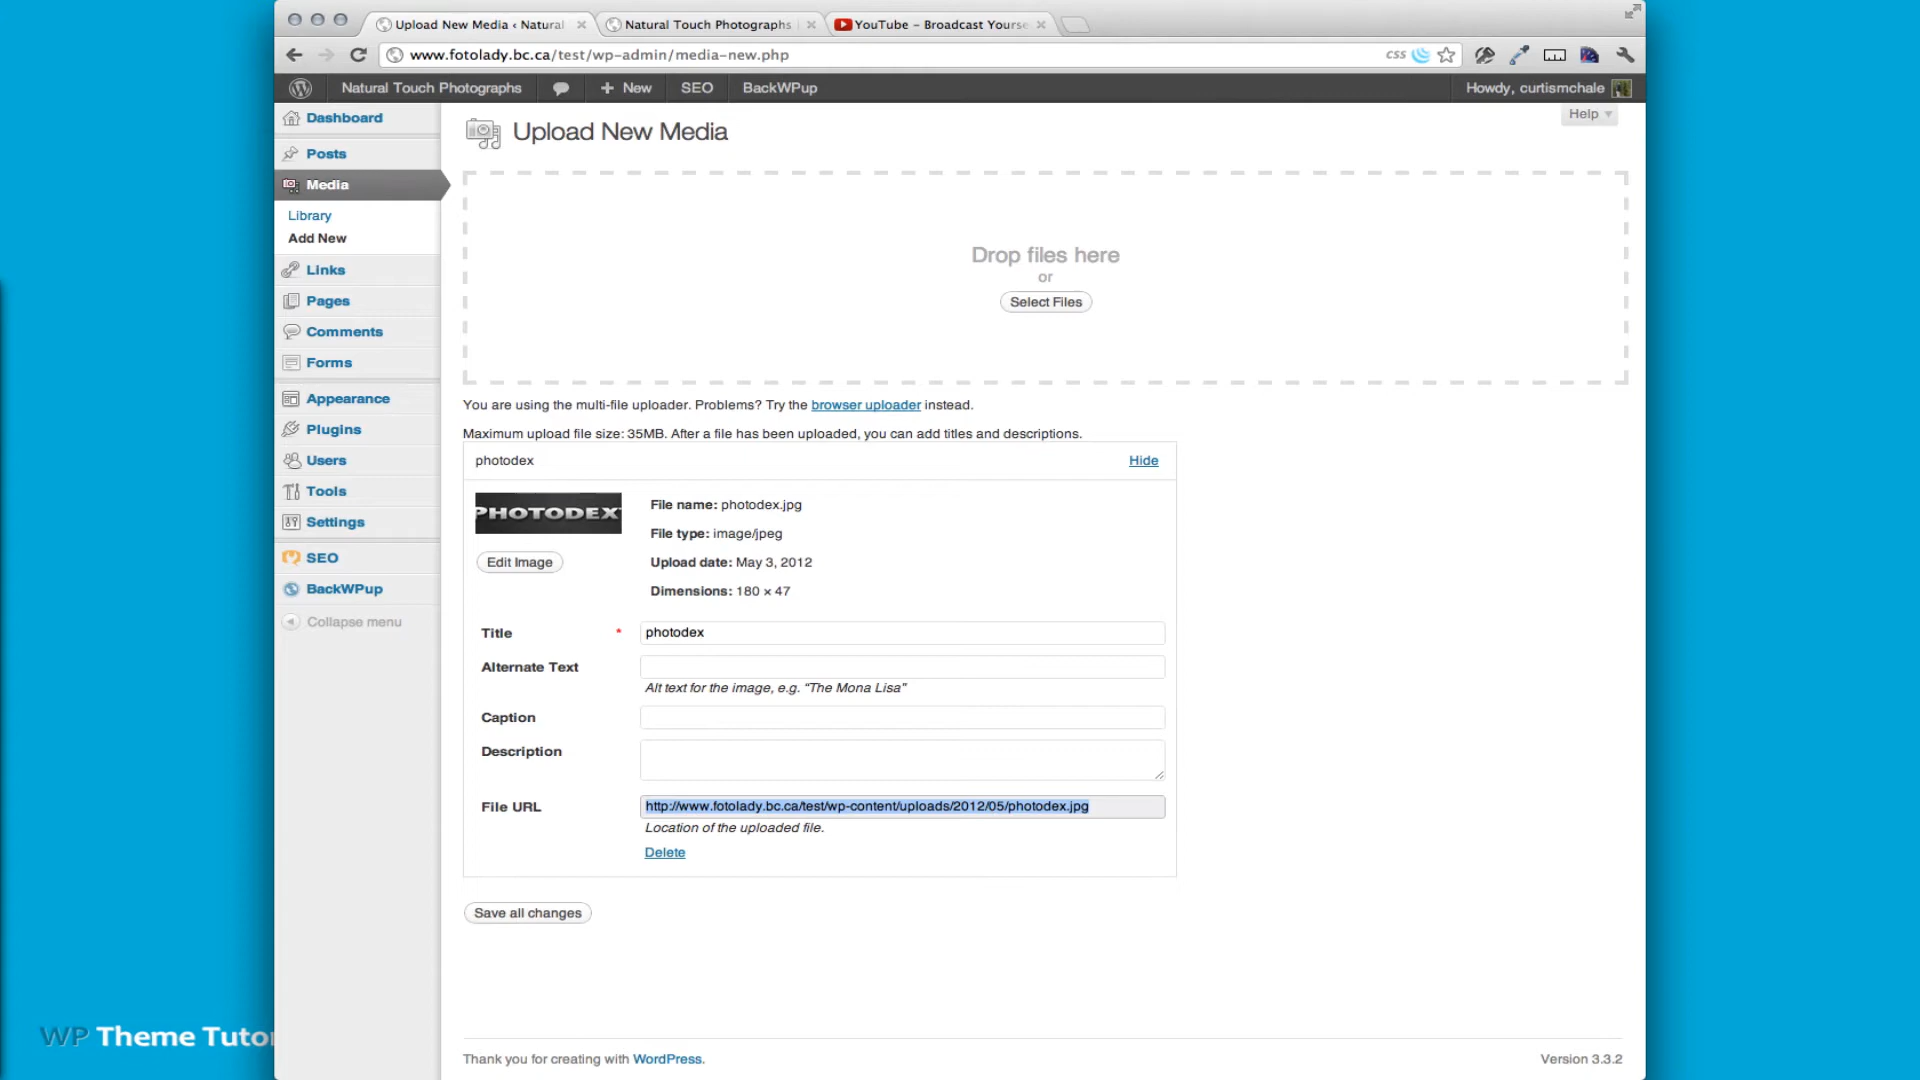 Upload New Media ‹ Natural
Natural Touch Photographs
YouTube – Broadcast Yourse
www.fotolady.bc.ca/test/wp-admin/media-new.php
css
Natural Touch Photographs
+ New
SEO
BackWPup
Howdy, curtismchale
Help
Dashboard
Posts
Media
Library
Add New
Links
Pages
Comments
Forms
Appearance
Plugins
Users
Tools
Settings
SEO
BackWPup
Collapse menu
Upload New Media
Drop files here
or
Select Files
You are using the multi-file uploader. Problems? Try the browser uploader instead.
Maximum upload file size: 35MB. After a file has been uploaded, you can add titles and descriptions.
photodex
Hide
PHOTODEX
Edit Image
File name: photodex.jpg
File type: image/jpeg
Upload date: May 3, 2012
Dimensions: 180 × 47
Title * photodex
Alternate Text
Alt text for the image, e.g. “The Mona Lisa”
Caption
Description
File URL http://www.fotolady.bc.ca/test/wp-content/uploads/2012/05/photodex.jpg
Location of the uploaded file.
Delete
Save all changes
Thank you for creating with WordPress.
Version 3.3.2
WP Theme Tutor